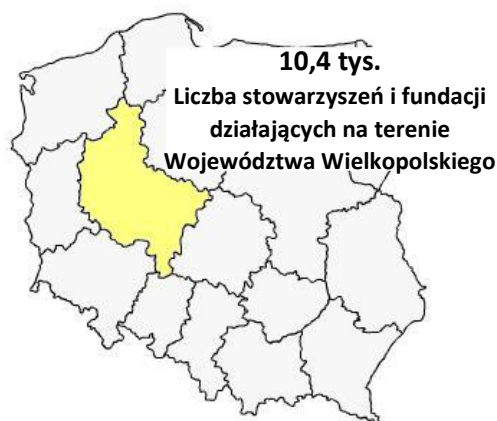 10,4 tys.
Liczba stowarzyszeń i fundacji
działających na terenie
Województwa Wielkopolskiego